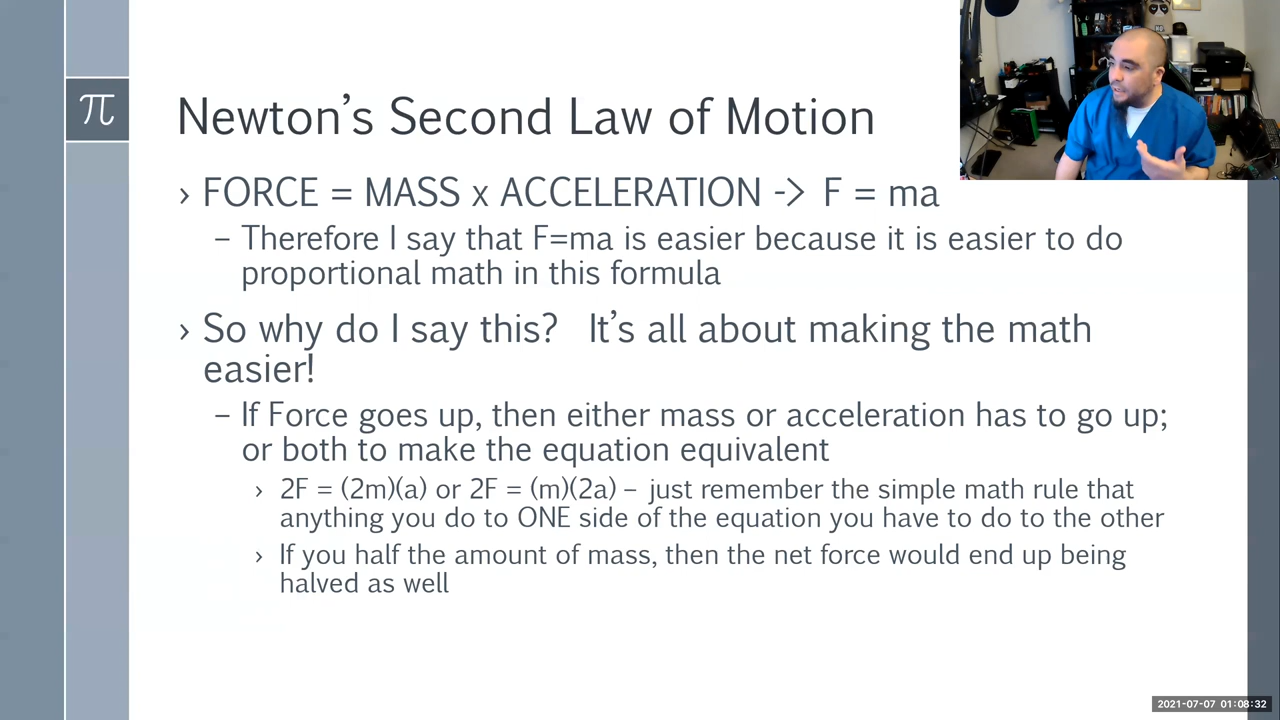 π
Newton’s Second Law of Motion
› FORCE = MASS x ACCELERATION -> F = ma
– Therefore I say that F=ma is easier because it is easier to do
proportional math in this formula
› So why do I say this? It’s all about making the math
easier!
– If Force goes up, then either mass or acceleration has to go up;
or both to make the equation equivalent
› 2F = (2m)(a) or 2F = (m)(2a) – just remember the simple math rule that
anything you do to ONE side of the equation you have to do to the other
› If you half the amount of mass, then the net force would end up being
halved as well
2021-07-07 01:08:32